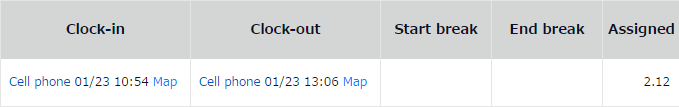 Clock-in Clock-out Start break End break Assigned
Cell phone 01/23 10:54 Map Cell phone 01/23 13:06 Map 2.12